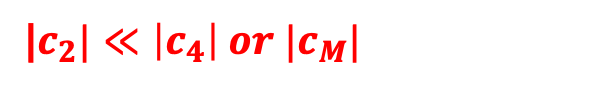 |c₂| ≪ |c₄| or |c_M|